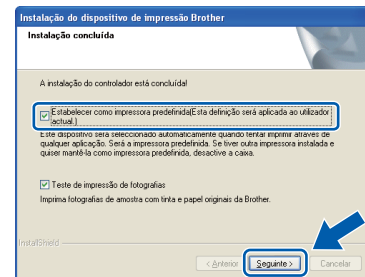 Instalação do dispositivo de impressão Brother
Instalação concluída
A instalação do controlador está concluída!
Estabelecer como impressora predefinida(Esta definição será aplicada ao utilizador
actual.)
Este dispositivo será seleccionado automaticamente quando tentar imprimir através de
qualquer aplicação. Será a impressora predefinida. Se tiver outra impressora instalada e
quiser mantê-la como impressora predefinida, desactive a caixa.
Teste de impressão de fotografias
Imprima fotografias de amostra com tinta e papel originais da Brother.
InstallShield
< Anterior Seguinte > Cancelar